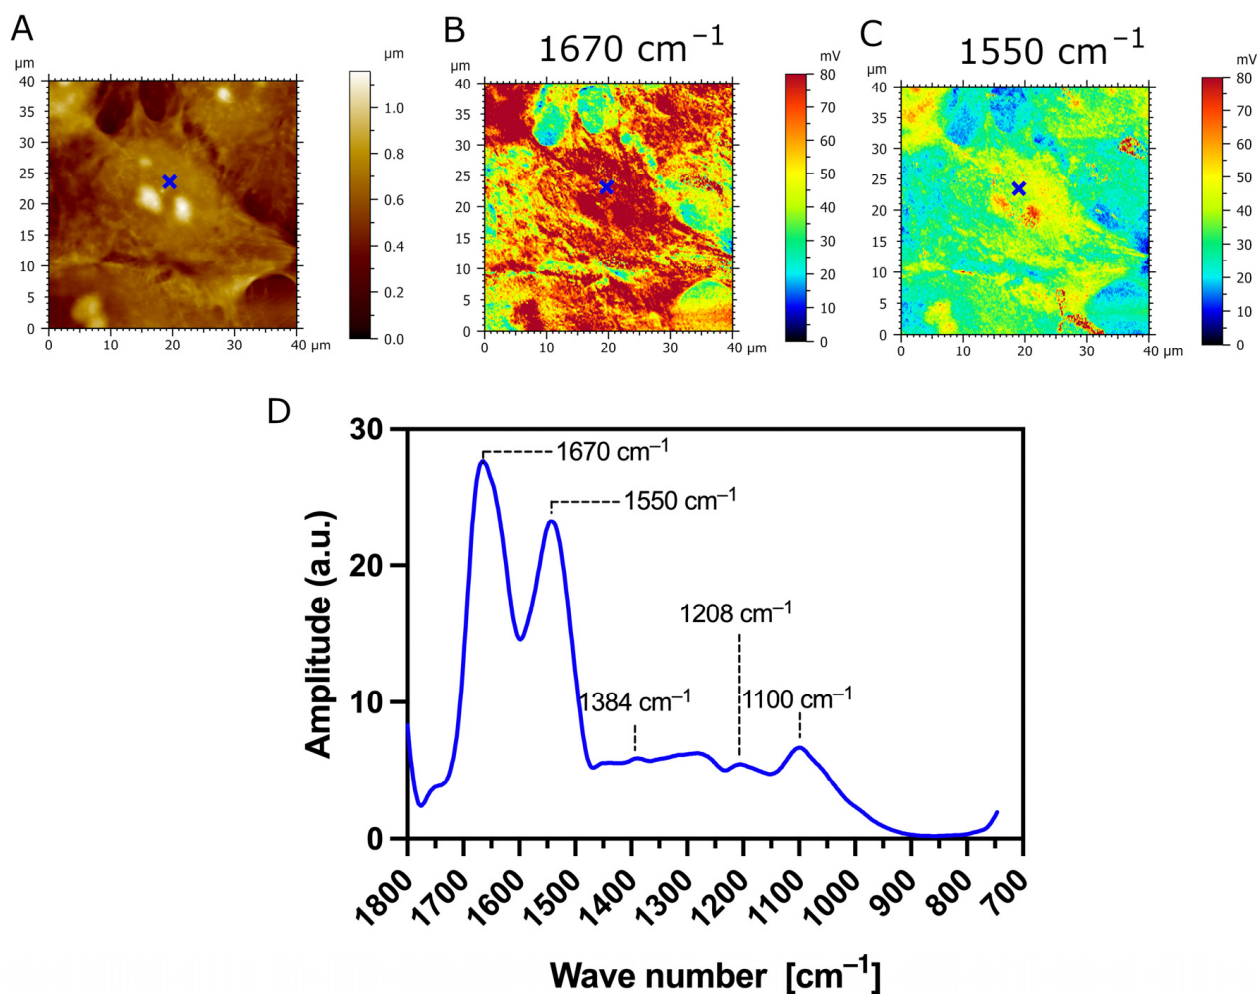 A
B
1670 cm⁻¹
C
1550 cm⁻¹
µm
40
35
30
25
20
15
10
5
0
0 10 20 30 40 µm
µm
1.0
0.8
0.6
0.4
0.2
0.0
µm
40
35
30
25
20
15
10
5
0
0 10 20 30 40 µm
mV
80
70
60
50
40
30
20
10
0
µm
40
35
30
25
20
15
10
5
0
0 10 20 30 40 µm
mV
80
70
60
50
40
30
20
10
0
D
30
20
10
0
Amplitude (a.u.)
1670 cm⁻¹
1550 cm⁻¹
1208 cm⁻¹
1384 cm⁻¹
1100 cm⁻¹
1800 1700 1600 1500 1400 1300 1200 1100 1000 900 800 700
Wave number [cm⁻¹]